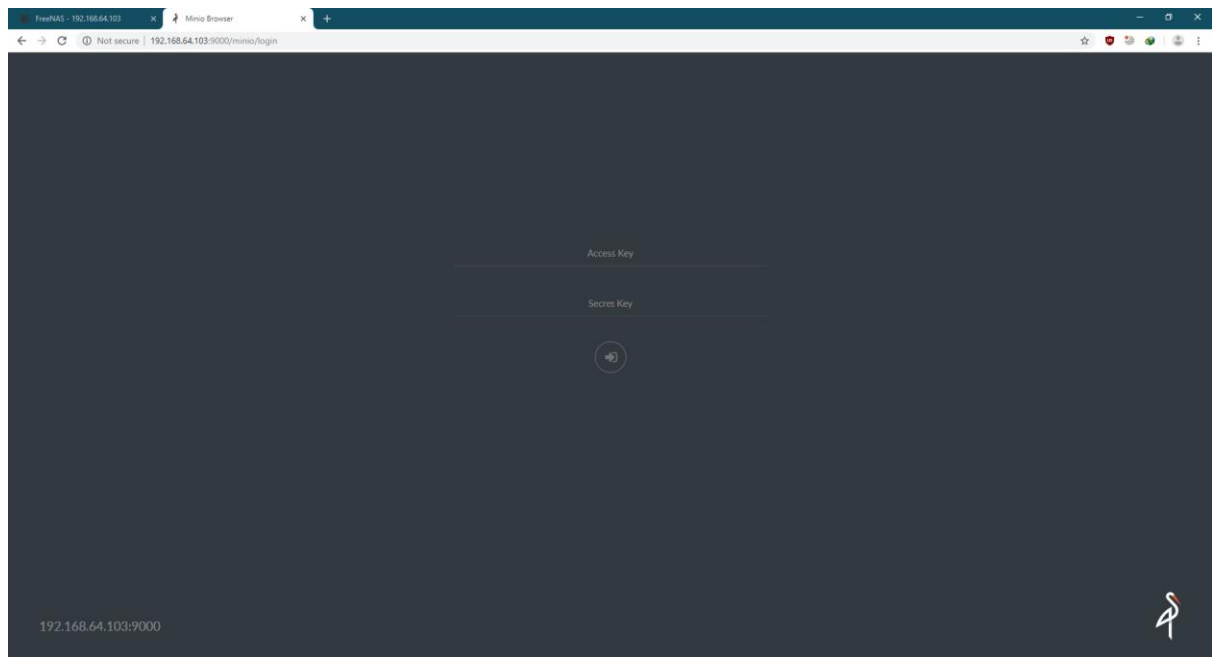 FreeNAS - 192.168.64.103
Minio Browser
Not secure | 192.168.64.103:9000/minio/login
Access Key
Secret Key
192.168.64.103:9000